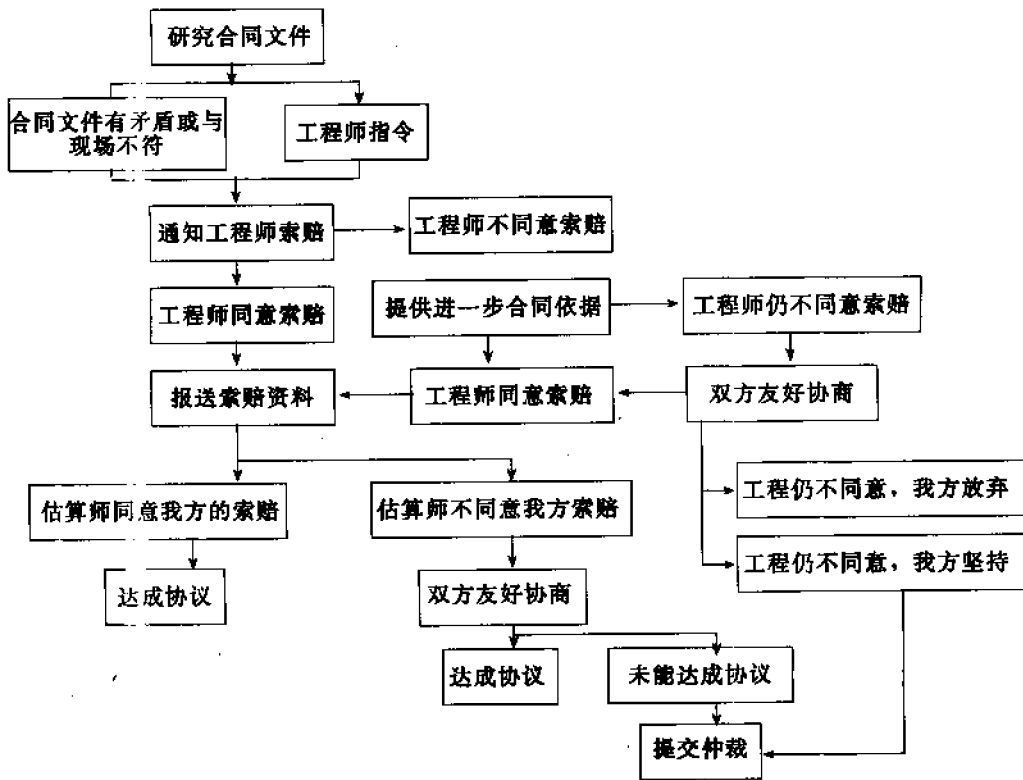 研究合同文件
合同文件有矛盾或与
现场不符
工程师指令
通知工程师索赔
工程师不同意索赔
工程师同意索赔
提供进一步合同依据
工程师仍不同意索赔
报送索赔资料
工程师同意索赔
双方友好协商
估算师同意我方的索赔
估算师不同意我方索赔
工程仍不同意，我方放弃
工程仍不同意，我方坚持
达成协议
双方友好协商
达成协议
未能达成协议
提交仲裁